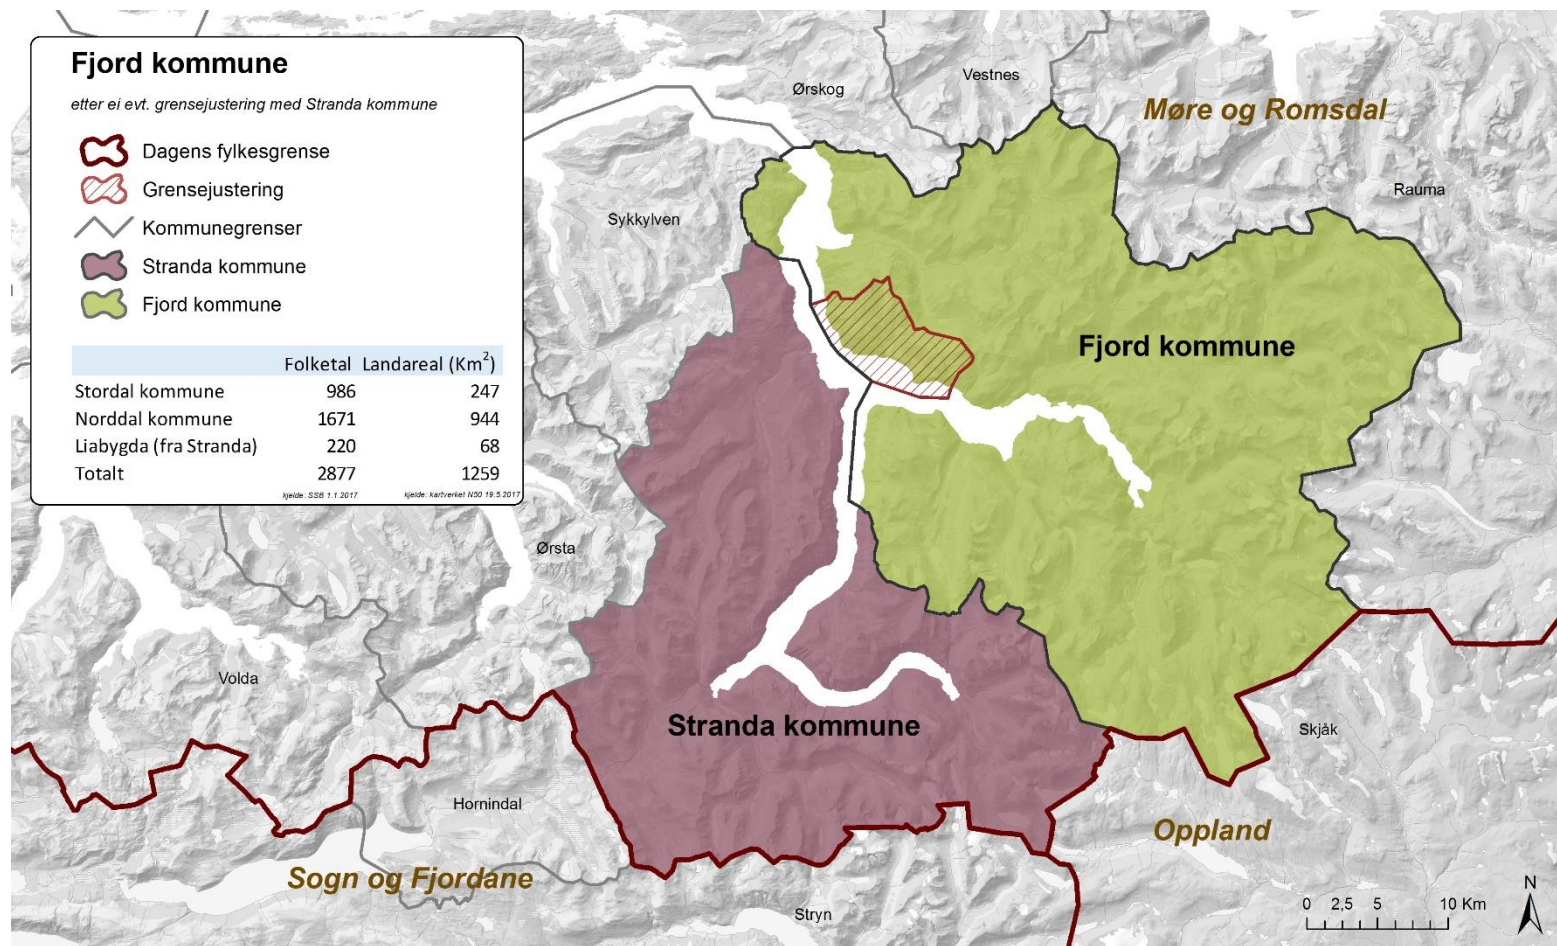 Fjord kommune
etter ei evt. grensejustering med Stranda kommune
Dagens fylkesgrense
Grensejustering
Kommunegrenser
Stranda kommune
Fjord kommune
Folketal Landareal (Km²)
Stordal kommune 986 247
Norddal kommune 1671 944
Liabygda (fra Stranda) 220 68
Totalt 2877 1259
kjelde: SSB 1.1.2017 kjelde: kartverket N50 19.5.2017
Ørskog
Vestnes
Møre og Romsdal
Rauma
Sykkylven
Fjord kommune
Ørsta
Volda
Stranda kommune
Skjåk
Hornindal
Oppland
Sogn og Fjordane
Stryn
N
0 2,5 5 10 Km